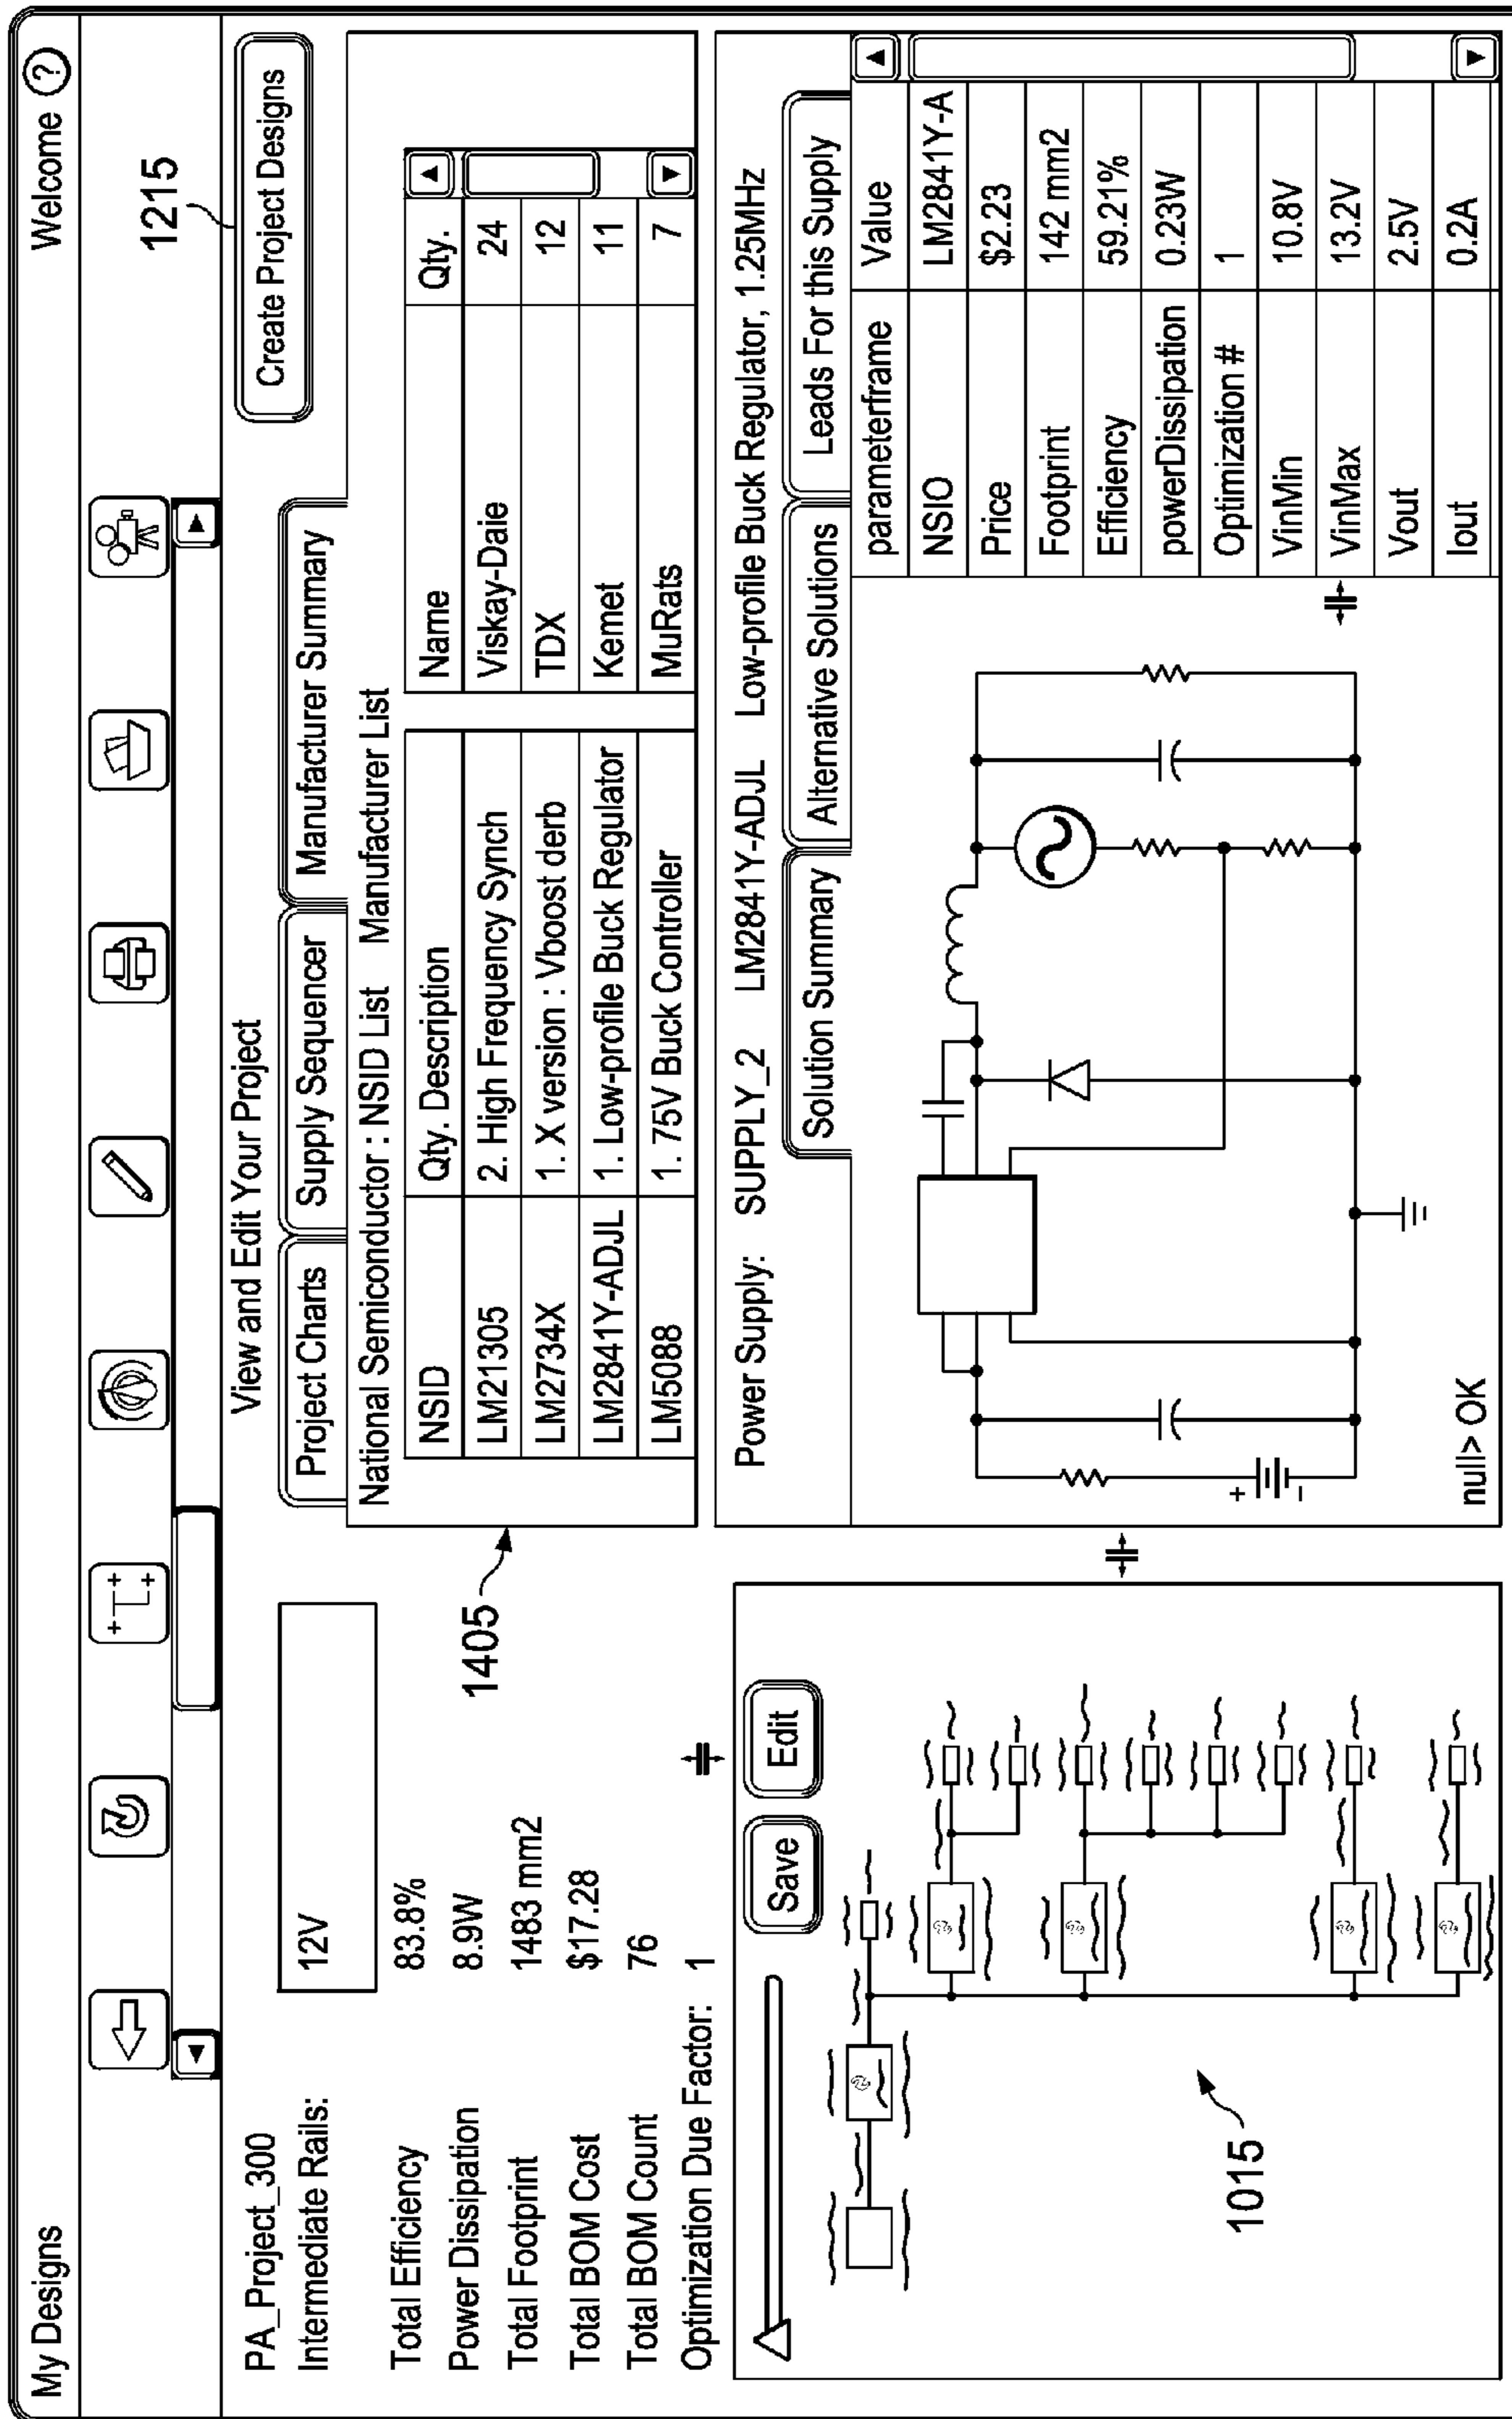 My Designs
Welcome ?
1215
View and Edit Your Project
Create Project Designs
PA_Project_300
Intermediate Rails: 12V
Total Efficiency 83.8%
Power Dissipation 8.9W
Total Footprint 1483 mm2
Total BOM Cost $17.28
Total BOM Count 76
Optimization Due Factor: 1
1405
Project Charts Supply Sequencer Manufacturer Summary
National Semiconductor : NSID List Manufacturer List
NSID Qty. Description
LM21305 2. High Frequency Synch
LM2734X 1. X version : Vboost derb
LM2841Y-ADJL 1. Low-profile Buck Regulator
LM5088 1. 75V Buck Controller
Name Qty.
Viskay-Daie 24
TDX 12
Kemet 11
MuRats 7
Save Edit
1015
Power Supply: SUPPLY_2 LM2841Y-ADJL Low-profile Buck Regulator, 1.25MHz
Solution Summary Alternative Solutions Leads For this Supply
+
-
null> OK
parameterframe Value
NSIO LM2841Y-A
Price $2.23
Footprint 142 mm2
Efficiency 59.21%
powerDissipation 0.23W
Optimization # 1
VinMin 10.8V
VinMax 13.2V
Vout 2.5V
Iout 0.2A